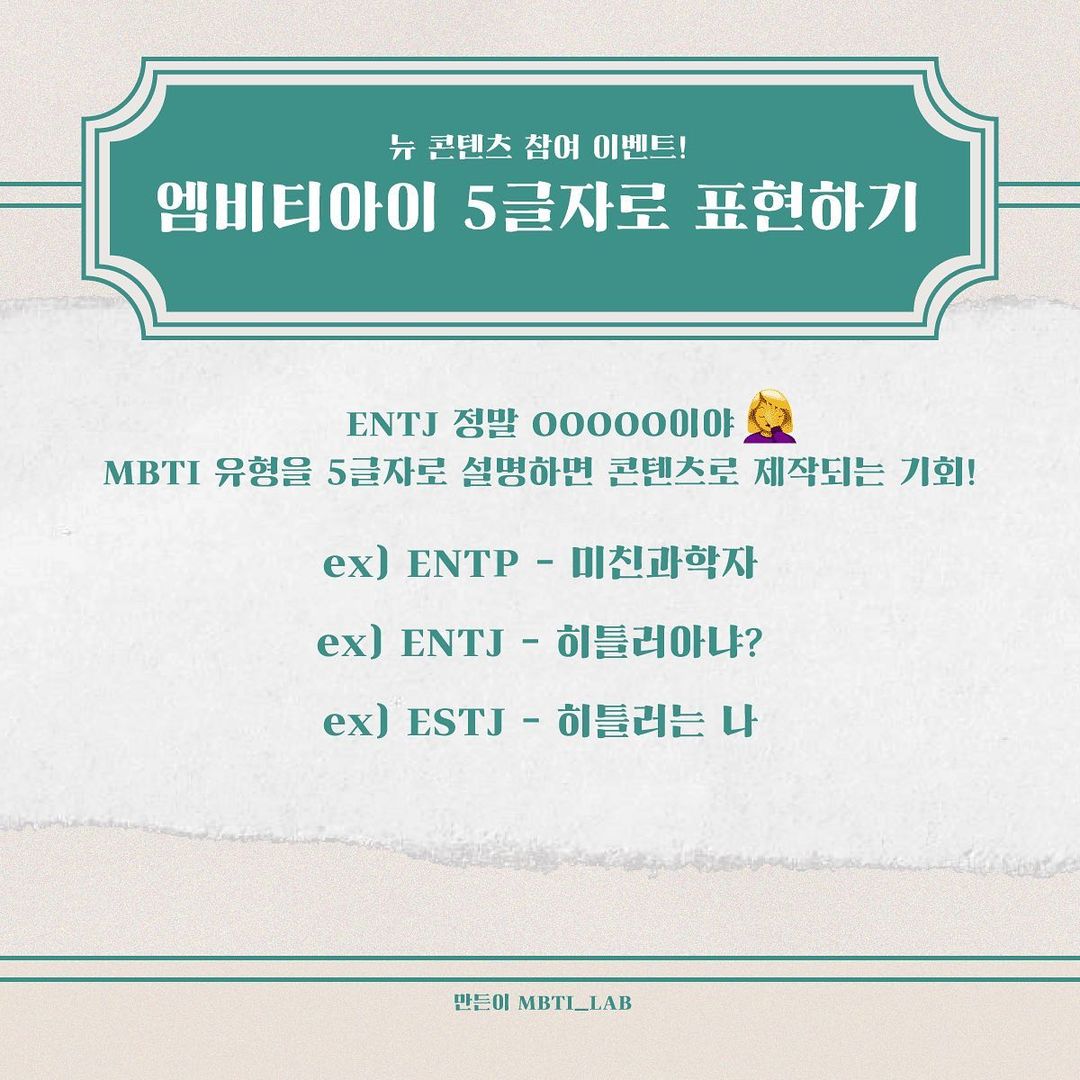 뉴 콘텐츠 참여 이벤트!
엠비티아이 5글자로 표현하기
ENTJ 정말 OOOOO이야 🤦‍♀️
MBTI 유형을 5글자로 설명하면 콘텐츠로 제작되는 기회!
ex) ENTP - 미친과학자
ex) ENTJ - 히틀러아냐?
ex) ESTJ - 히틀러는 나
만든이 MBTI_LAB